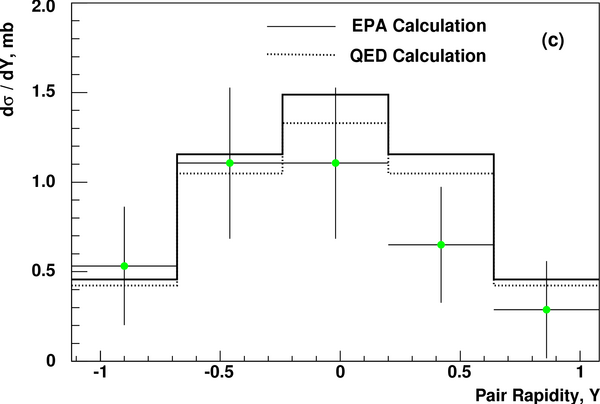 2.0
EPA Calculation
QED Calculation
(c)
dσ / dY, mb
1.5
1.0
0.5
0
-1
-0.5
0
0.5
1
Pair Rapidity, Y